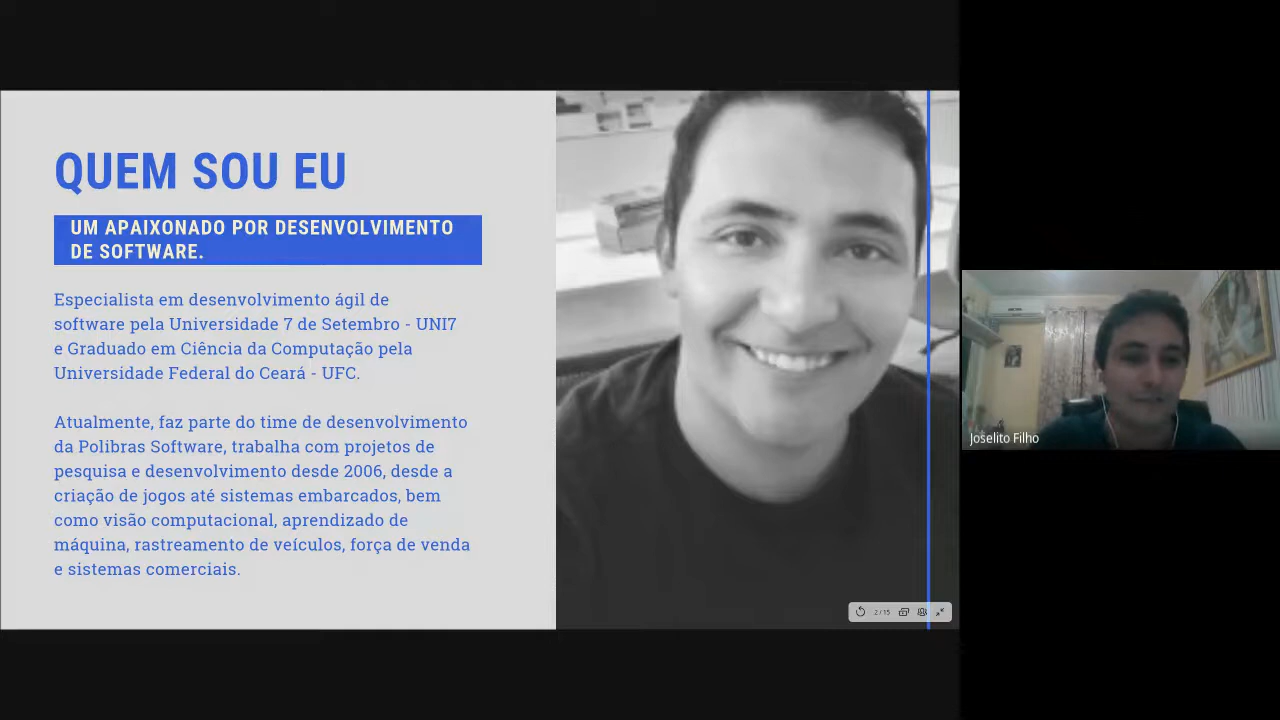 QUEM SOU EU
UM APAIXONADO POR DESENVOLVIMENTO
DE SOFTWARE.
Especialista em desenvolvimento ágil de
software pela Universidade 7 de Setembro - UNI7
e Graduado em Ciência da Computação pela
Universidade Federal do Ceará - UFC.
Atualmente, faz parte do time de desenvolvimento
da Polibras Software, trabalha com projetos de
pesquisa e desenvolvimento desde 2006, desde a
criação de jogos até sistemas embarcados, bem
como visão computacional, aprendizado de
máquina, rastreamento de veículos, força de venda
e sistemas comerciais.
2 / 15
Joselito Filho